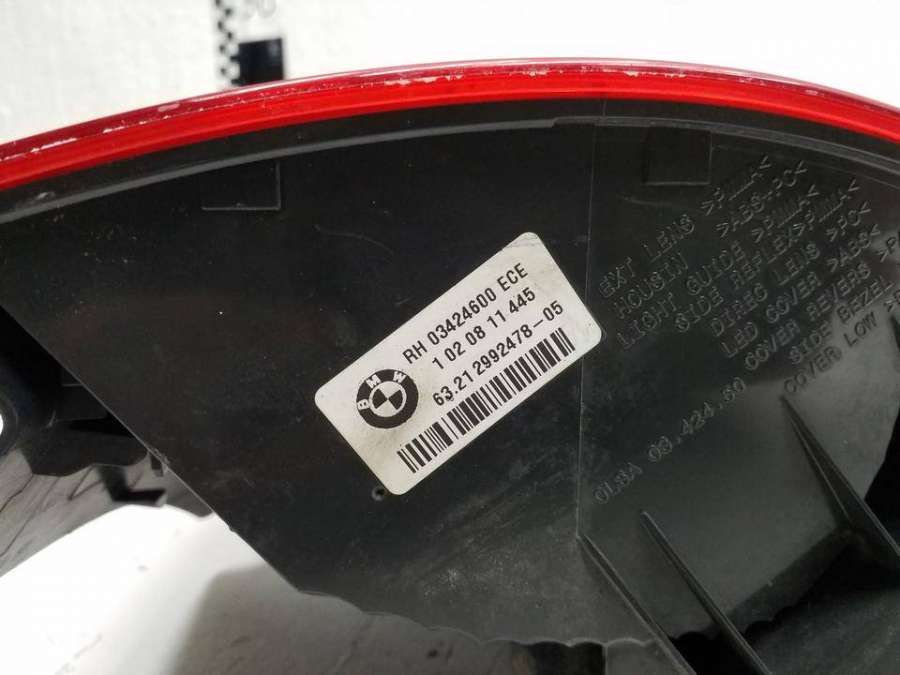 RH 03424600 ECE
1 02 08 11 445
63.21 2992478-05
BMW
EXT LENS
HOUSIN >ABS+PC<
LIGHT GUIDE >PMMA<
SIDE REFLEX>PMMA<
DIREC LENS >PC<
LED COVER >ABS<
COVER REVERS
SIDE BEZEL
COVER LOW
OLSA 03.424.60